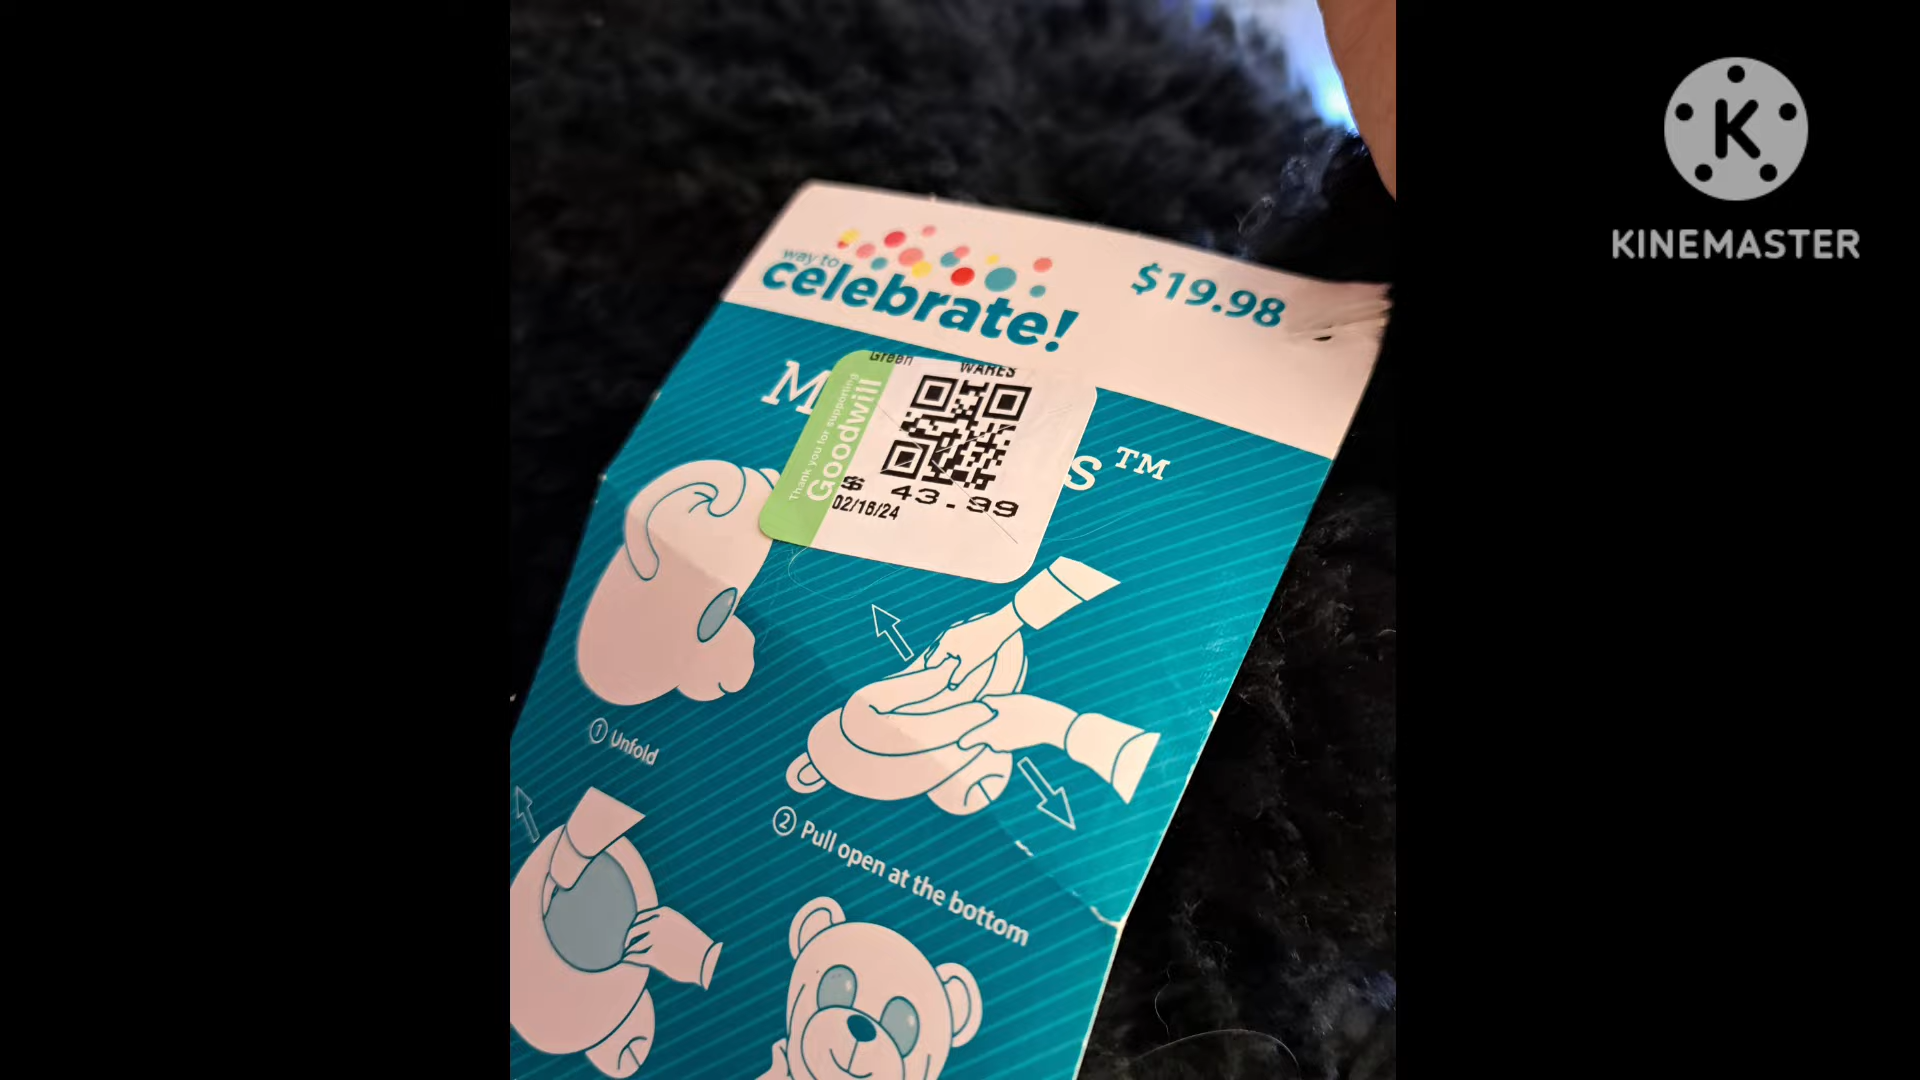 way to
celebrate!
$19.98
Green WARES
Thank you for supporting
Goodwill
$ 43.99
02/16/24
M
S™
1 Unfold
2 Pull open at the bottom
K
KINEMASTER